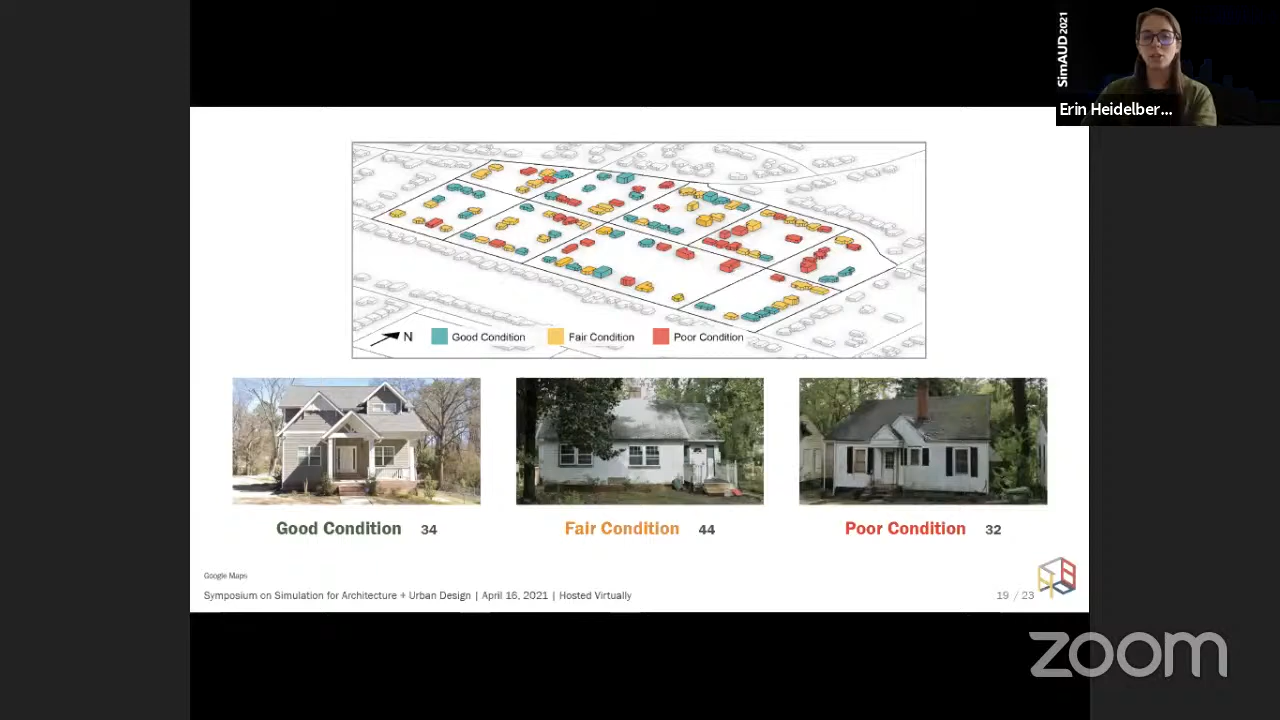 SimAUD 2021
Erin Heidelber...
N
Good Condition
Fair Condition
Poor Condition
Good Condition 34
Fair Condition 44
Poor Condition 32
Google Maps
Symposium on Simulation for Architecture + Urban Design | April 16, 2021 | Hosted Virtually
19 / 23
zoom